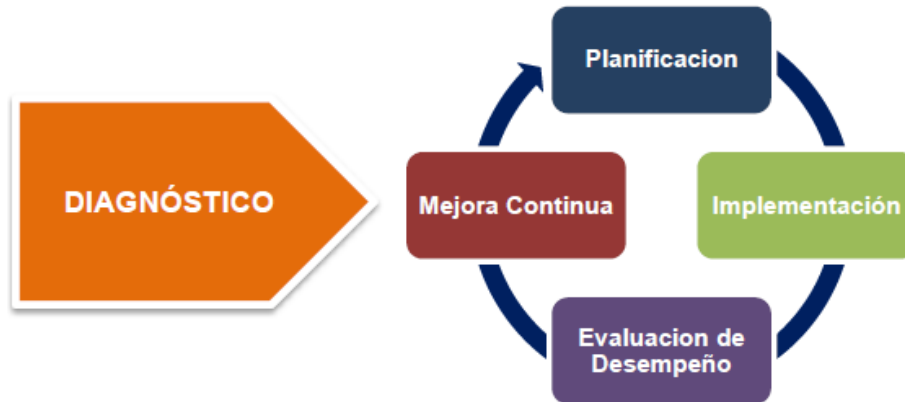 DIAGNÓSTICO
Planificacion
Implementación
Evaluacion de
Desempeño
Mejora Continua